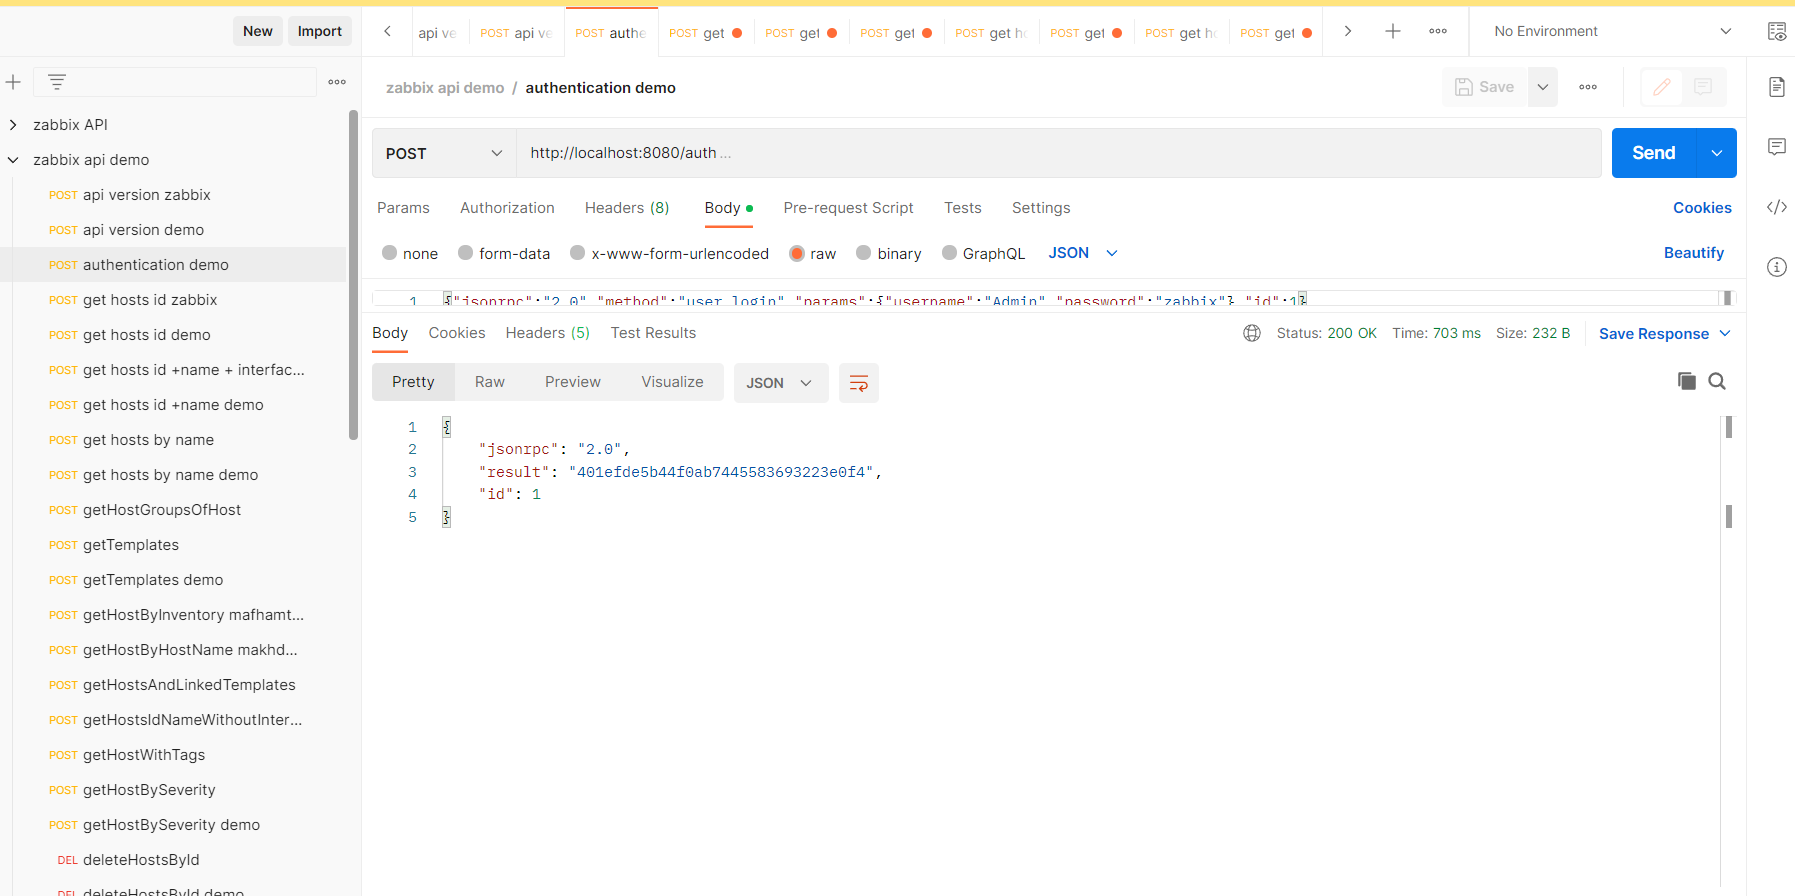 New Import
api ve POST api ve POST authe POST get POST get POST get POST get ho POST get POST get ho POST get
No Environment
zabbix api demo / authentication demo
Save
zabbix API
zabbix api demo
POST api version zabbix
POST api version demo
POST authentication demo
POST get hosts id zabbix
POST get hosts id demo
POST get hosts id +name + interfac...
POST get hosts id +name demo
POST get hosts by name
POST get hosts by name demo
POST getHostGroupsOfHost
POST getTemplates
POST getTemplates demo
POST getHostByInventory mafhamt...
POST getHostByHostName makhd...
POST getHostsAndLinkedTemplates
POST getHostsIdNameWithoutInter...
POST getHostWithTags
POST getHostBySeverity
POST getHostBySeverity demo
DEL deleteHostsById
DEL deleteHostsById demo
POST
http://localhost:8080/auth ...
Send
Params Authorization Headers (8) Body Pre-request Script Tests Settings Cookies
none form-data x-www-form-urlencoded raw binary GraphQL JSON Beautify
1 {"jsonrpc":"2.0","method":"user.login","params":{"username":"Admin","password":"zabbix"},"id":1}
Body Cookies Headers (5) Test Results
Status: 200 OK Time: 703 ms Size: 232 B Save Response
Pretty Raw Preview Visualize JSON
1 {
2 "jsonrpc": "2.0",
3 "result": "401efde5b44f0ab7445583693223e0f4",
4 "id": 1
5 }